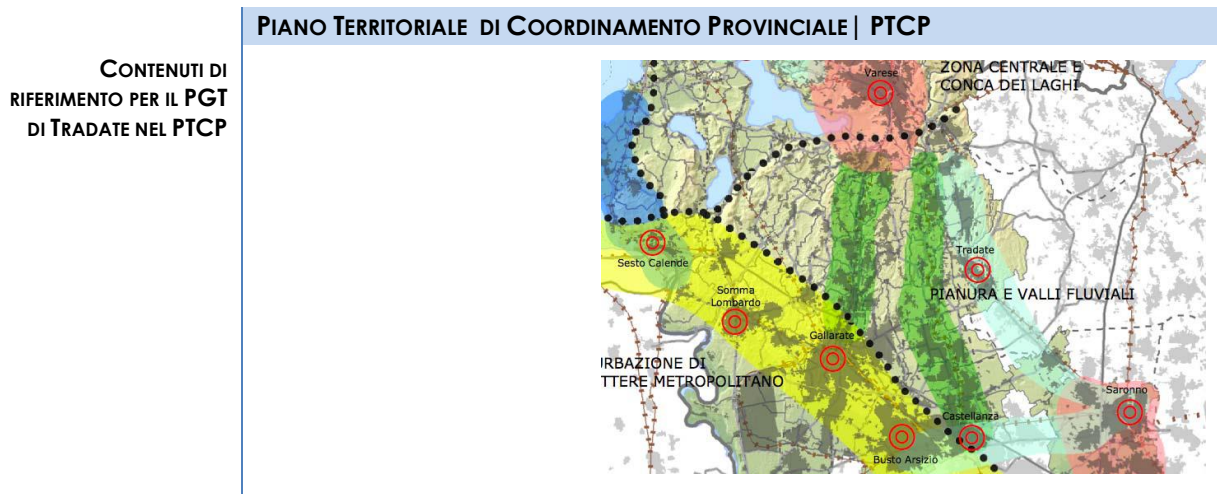 PIANO TERRITORIALE DI COORDINAMENTO PROVINCIALE| PTCP
CONTENUTI DI
RIFERIMENTO PER IL PGT
DI TRADATE NEL PTCP
Varese
ZONA CENTRALE E
CONCA DEI LAGHI
Tradate
Sesto Calende
PIANURA E VALLI FLUVIALI
Somma
Lombardo
Gallarate
RBAZIONE DI
TTERE METROPOLITANO
Saronno
Castellanza
Busto Arsizio